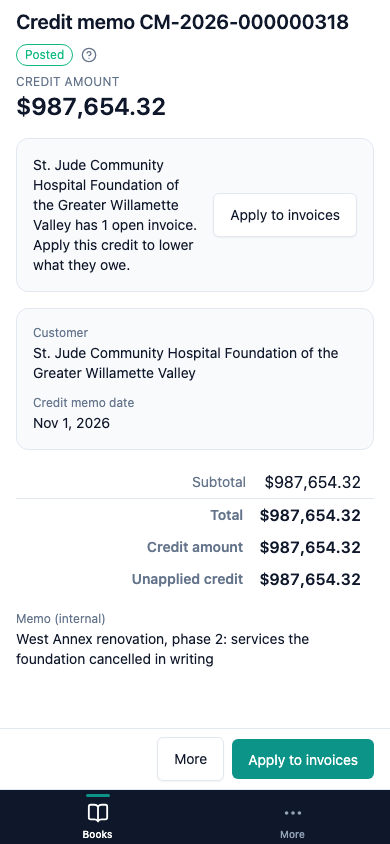 Credit memo CM-2026-000000318
Posted
?
CREDIT AMOUNT
$987,654.32
St. Jude Community
Hospital Foundation of
the Greater Willamette
Valley has 1 open invoice.
Apply this credit to lower
what they owe.
Apply to invoices
Customer
St. Jude Community Hospital Foundation of the
Greater Willamette Valley
Credit memo date
Nov 1, 2026
Subtotal $987,654.32
Total $987,654.32
Credit amount $987,654.32
Unapplied credit $987,654.32
Memo (internal)
West Annex renovation, phase 2: services the
foundation cancelled in writing
More
Apply to invoices
Books
More